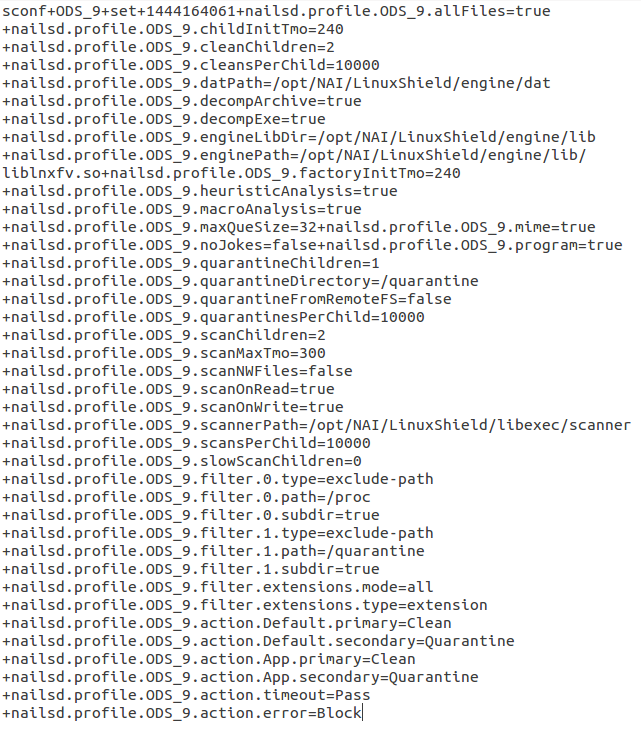 sconf+ODS_9+set+1444164061+nailsd.profile.ODS_9.allFiles=true
+nailsd.profile.ODS_9.childInitTmo=240
+nailsd.profile.ODS_9.cleanChildren=2
+nailsd.profile.ODS_9.cleansPerChild=10000
+nailsd.profile.ODS_9.datPath=/opt/NAI/LinuxShield/engine/dat
+nailsd.profile.ODS_9.decompArchive=true
+nailsd.profile.ODS_9.decompExe=true
+nailsd.profile.ODS_9.engineLibDir=/opt/NAI/LinuxShield/engine/lib
+nailsd.profile.ODS_9.enginePath=/opt/NAI/LinuxShield/engine/lib/
liblnxfv.so+nailsd.profile.ODS_9.factoryInitTmo=240
+nailsd.profile.ODS_9.heuristicAnalysis=true
+nailsd.profile.ODS_9.macroAnalysis=true
+nailsd.profile.ODS_9.maxQueSize=32+nailsd.profile.ODS_9.mime=true
+nailsd.profile.ODS_9.noJokes=false+nailsd.profile.ODS_9.program=true
+nailsd.profile.ODS_9.quarantineChildren=1
+nailsd.profile.ODS_9.quarantineDirectory=/quarantine
+nailsd.profile.ODS_9.quarantineFromRemoteFS=false
+nailsd.profile.ODS_9.quarantinesPerChild=10000
+nailsd.profile.ODS_9.scanChildren=2
+nailsd.profile.ODS_9.scanMaxTmo=300
+nailsd.profile.ODS_9.scanNWFiles=false
+nailsd.profile.ODS_9.scanOnRead=true
+nailsd.profile.ODS_9.scanOnWrite=true
+nailsd.profile.ODS_9.scannerPath=/opt/NAI/LinuxShield/libexec/scanner
+nailsd.profile.ODS_9.scansPerChild=10000
+nailsd.profile.ODS_9.slowScanChildren=0
+nailsd.profile.ODS_9.filter.0.type=exclude-path
+nailsd.profile.ODS_9.filter.0.path=/proc
+nailsd.profile.ODS_9.filter.0.subdir=true
+nailsd.profile.ODS_9.filter.1.type=exclude-path
+nailsd.profile.ODS_9.filter.1.path=/quarantine
+nailsd.profile.ODS_9.filter.1.subdir=true
+nailsd.profile.ODS_9.filter.extensions.mode=all
+nailsd.profile.ODS_9.filter.extensions.type=extension
+nailsd.profile.ODS_9.action.Default.primary=Clean
+nailsd.profile.ODS_9.action.Default.secondary=Quarantine
+nailsd.profile.ODS_9.action.App.primary=Clean
+nailsd.profile.ODS_9.action.App.secondary=Quarantine
+nailsd.profile.ODS_9.action.timeout=Pass
+nailsd.profile.ODS_9.action.error=Block